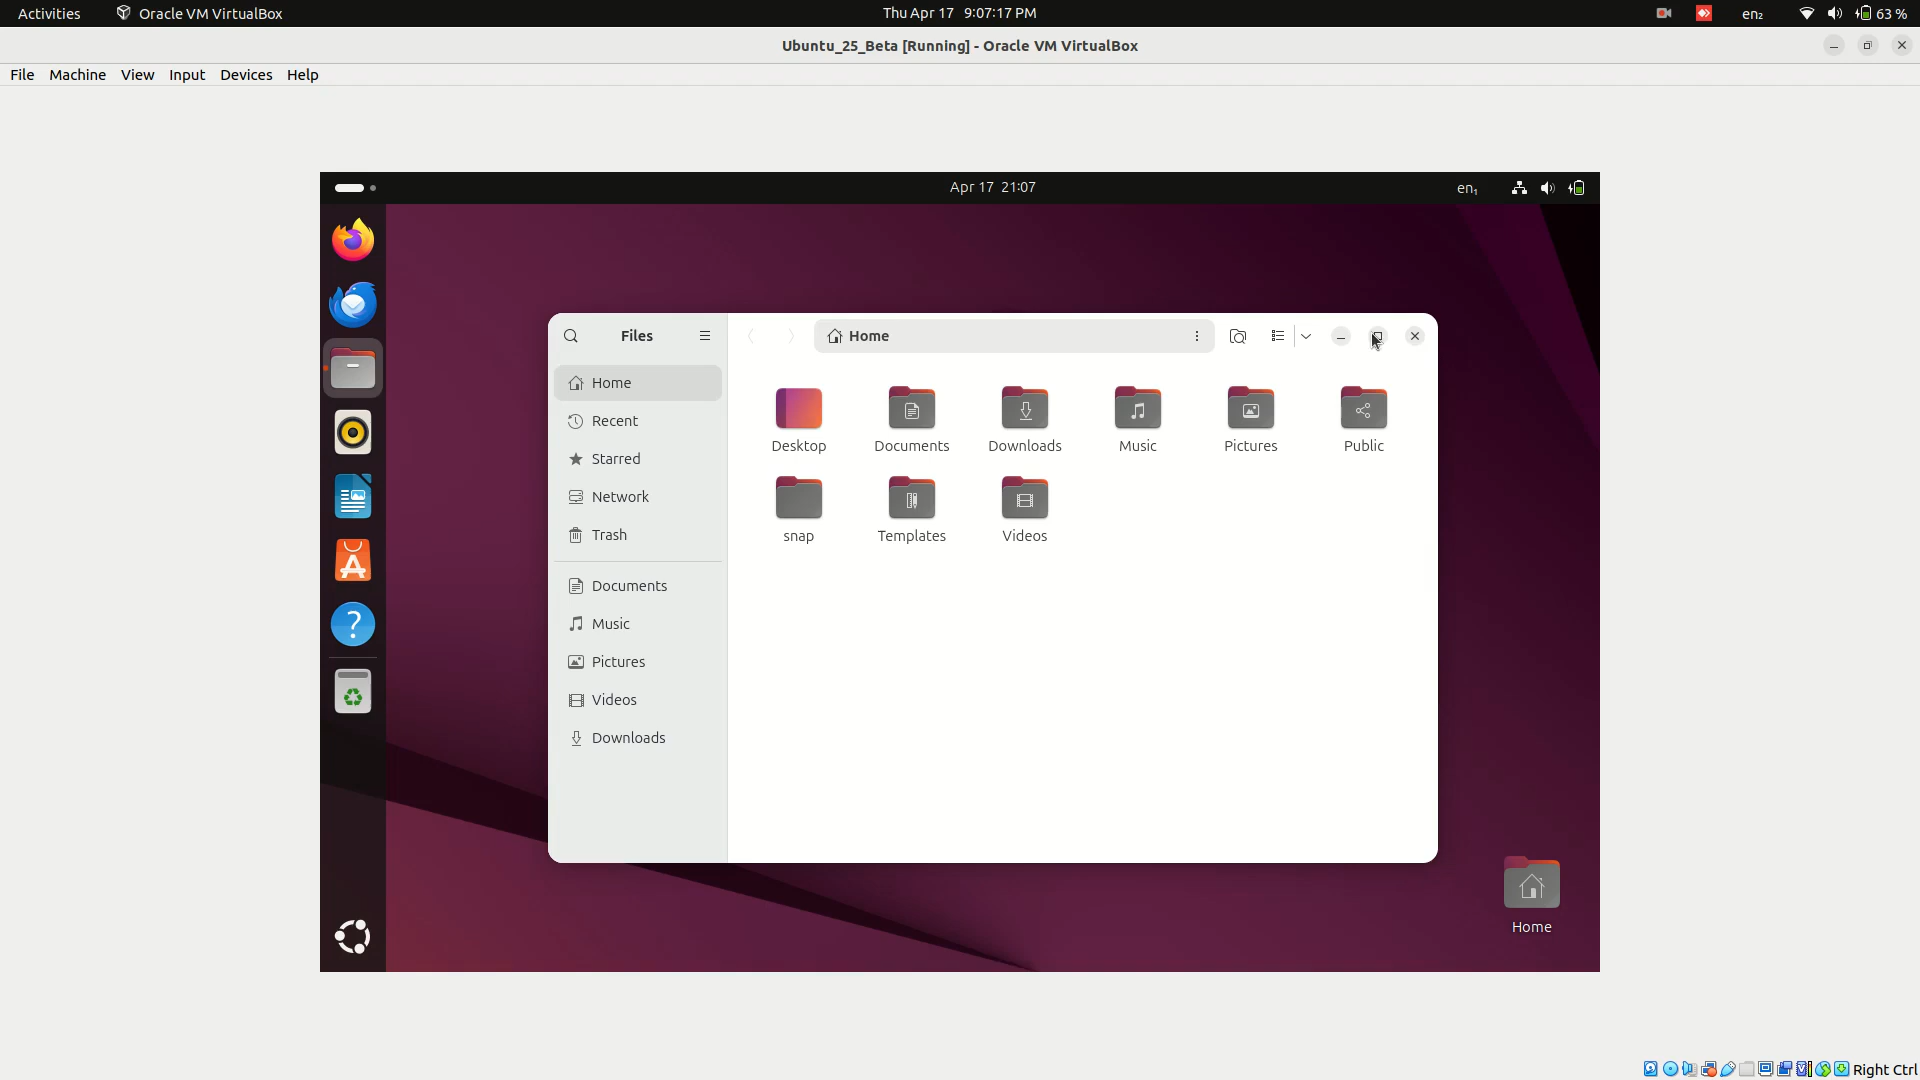 Activities Oracle VM VirtualBox Thu Apr 17 9:07:17 PM en₂ 63 %
Ubuntu_25_Beta [Running] - Oracle VM VirtualBox
File Machine View Input Devices Help
Apr 17 21:07 en₁
Files Home
Home
Recent
Starred
Network
Trash
Documents
Music
Pictures
Videos
Downloads
Desktop Documents Downloads Music Pictures Public
snap Templates Videos
Home
Right Ctrl